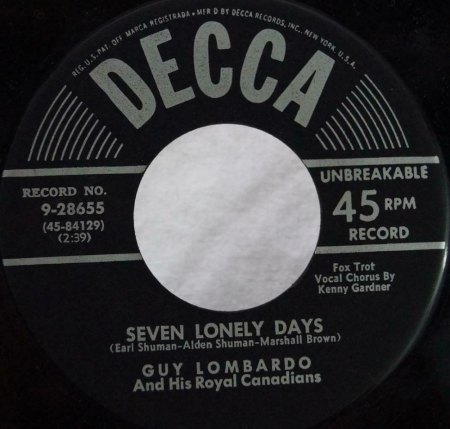 REG. U.S. PAT. OFF. MARCA REGISTRADA • MF'R D BY DECCA RECORDS, INC., NEW YORK, U.S.A.
DECCA
RECORD NO.
9-28655
(45-84129)
(2:39)
UNBREAKABLE
45 RPM
RECORD
Fox Trot
Vocal Chorus By
Kenny Gardner
SEVEN LONELY DAYS
(Earl Shuman-Alden Shuman-Marshall Brown)
GUY LOMBARDO
And His Royal Canadians